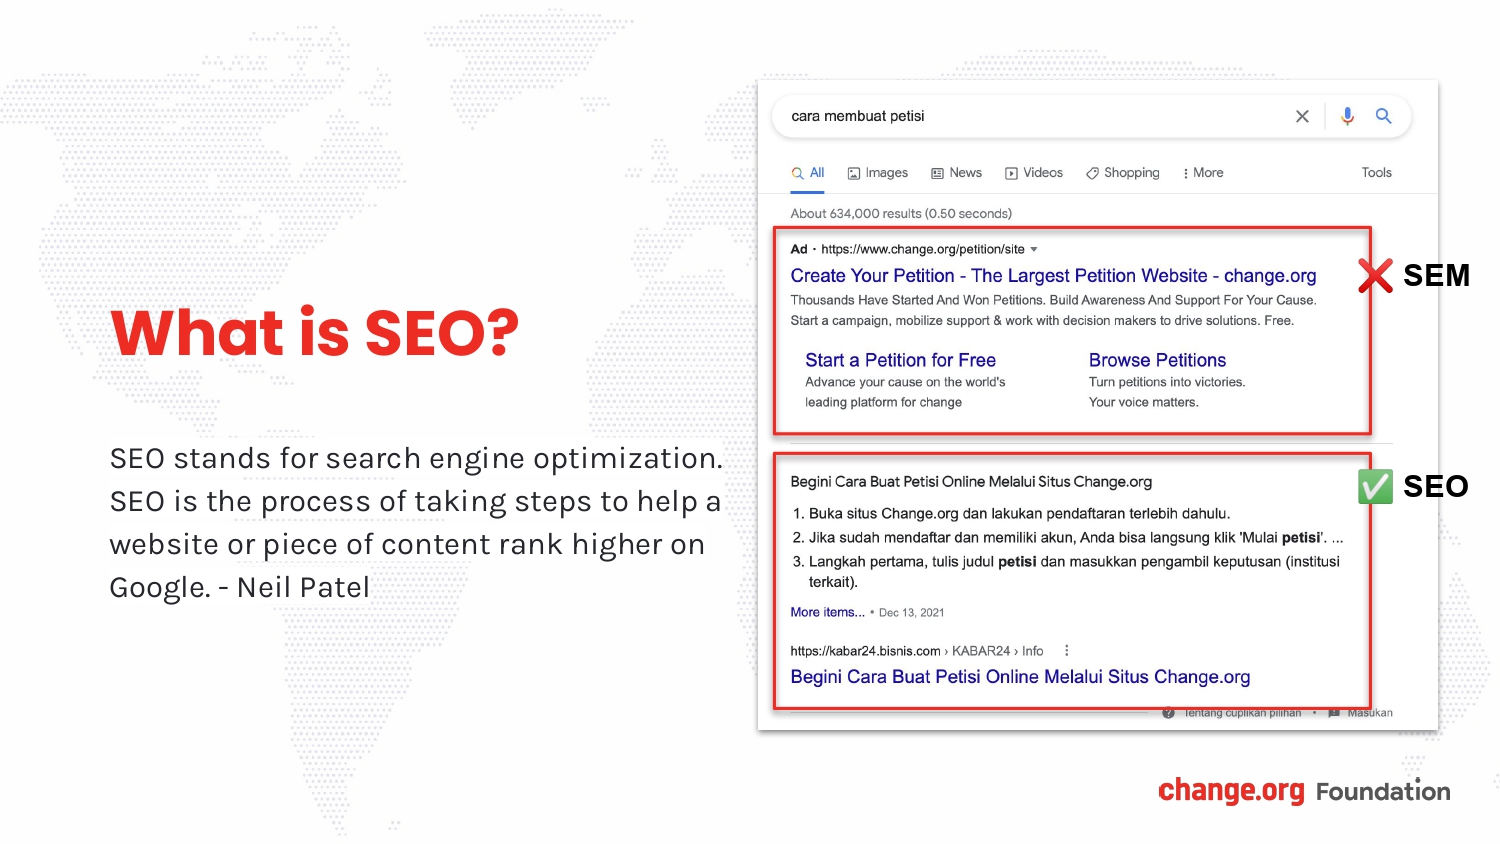 What is SEO?
SEO stands for search engine optimization.
SEO is the process of taking steps to help a
website or piece of content rank higher on
Google. - Neil Patel
cara membuat petisi
All Images News Videos Shopping More Tools
About 634,000 results (0.50 seconds)
Ad · https://www.change.org/petition/site
Create Your Petition - The Largest Petition Website - change.org
Thousands Have Started And Won Petitions. Build Awareness And Support For Your Cause.
Start a campaign, mobilize support & work with decision makers to drive solutions. Free.
Start a Petition for Free
Advance your cause on the world's
leading platform for change
Browse Petitions
Turn petitions into victories.
Your voice matters.
SEM
Begini Cara Buat Petisi Online Melalui Situs Change.org
1. Buka situs Change.org dan lakukan pendaftaran terlebih dahulu.
2. Jika sudah mendaftar dan memiliki akun, Anda bisa langsung klik 'Mulai petisi'. ...
3. Langkah pertama, tulis judul petisi dan masukkan pengambil keputusan (institusi
terkait).
More items... • Dec 13, 2021
https://kabar24.bisnis.com › KABAR24 › Info
Begini Cara Buat Petisi Online Melalui Situs Change.org
SEO
Tentang cuplikan pilihan • Masukan
change.org Foundation